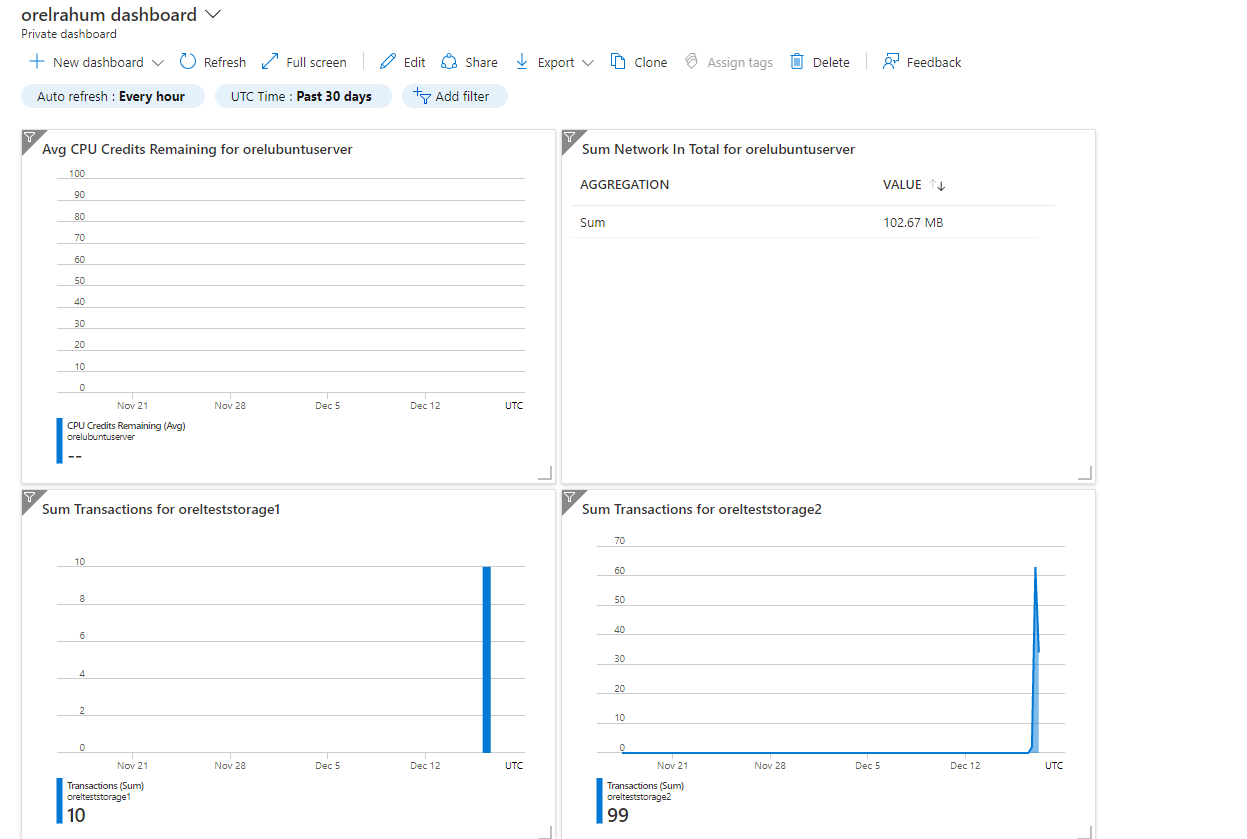 orelrahum dashboard
Private dashboard
New dashboard Refresh Full screen Edit Share Export Clone Assign tags Delete Feedback
Auto refresh : Every hour UTC Time : Past 30 days Add filter
Avg CPU Credits Remaining for orelubuntuserver
100
90
80
70
60
50
40
30
20
10
0
Nov 21 Nov 28 Dec 5 Dec 12 UTC
CPU Credits Remaining (Avg)
orelubuntuserver
--
Sum Network In Total for orelubuntuserver
AGGREGATION VALUE
Sum 102.67 MB
Sum Transactions for orelteststorage1
10
8
6
4
2
0
Nov 21 Nov 28 Dec 5 Dec 12 UTC
Transactions (Sum)
orelteststorage1
10
Sum Transactions for orelteststorage2
70
60
50
40
30
20
10
0
Nov 21 Nov 28 Dec 5 Dec 12 UTC
Transactions (Sum)
orelteststorage2
99